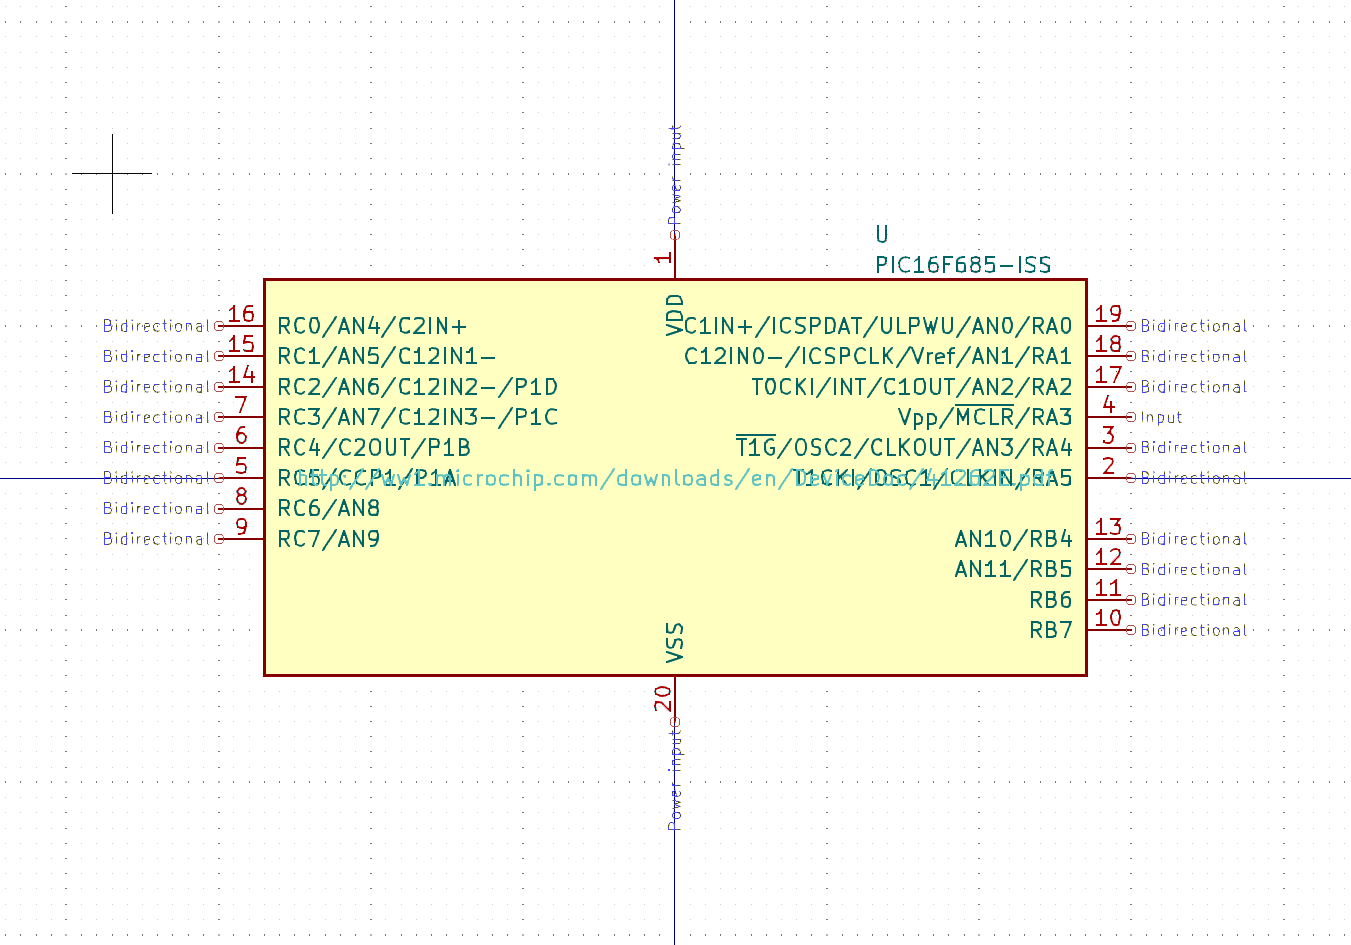 Power input
U
1
PIC16F685-ISS
VDD
Bidirectional 16 RC0/AN4/C2IN+ C1IN+/ICSPDAT/ULPWU/AN0/RA0 19 Bidirectional
Bidirectional 15 RC1/AN5/C12IN1- C12IN0-/ICSPCLK/Vref/AN1/RA1 18 Bidirectional
Bidirectional 14 RC2/AN6/C12IN2-/P1D T0CKI/INT/C1OUT/AN2/RA2 17 Bidirectional
Bidirectional 7 RC3/AN7/C12IN3-/P1C Vpp/MCLR/RA3 4 Input
Bidirectional 6 RC4/C2OUT/P1B T1G/OSC2/CLKOUT/AN3/RA4 3 Bidirectional
Bidirectional 5 RC5/CCP1/P1A T1CKI/OSC1/CLKIN/RA5 2 Bidirectional
http://ww1.microchip.com/downloads/en/DeviceDoc/41262E.pdf
Bidirectional 8 RC6/AN8
Bidirectional 9 RC7/AN9 AN10/RB4 13 Bidirectional
AN11/RB5 12 Bidirectional
RB6 11 Bidirectional
RB7 10 Bidirectional
VSS
20
Power input